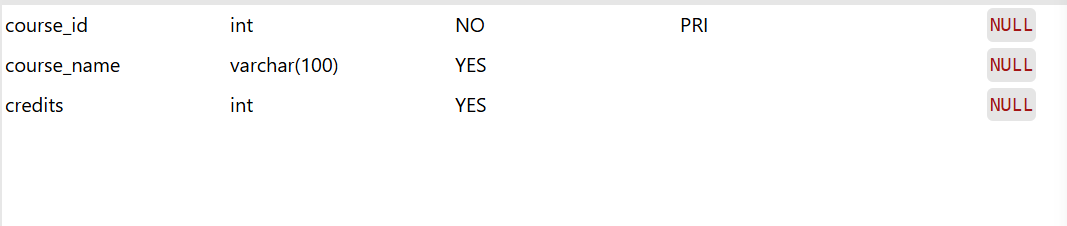 course_id int NO PRI NULL
course_name varchar(100) YES NULL
credits int YES NULL